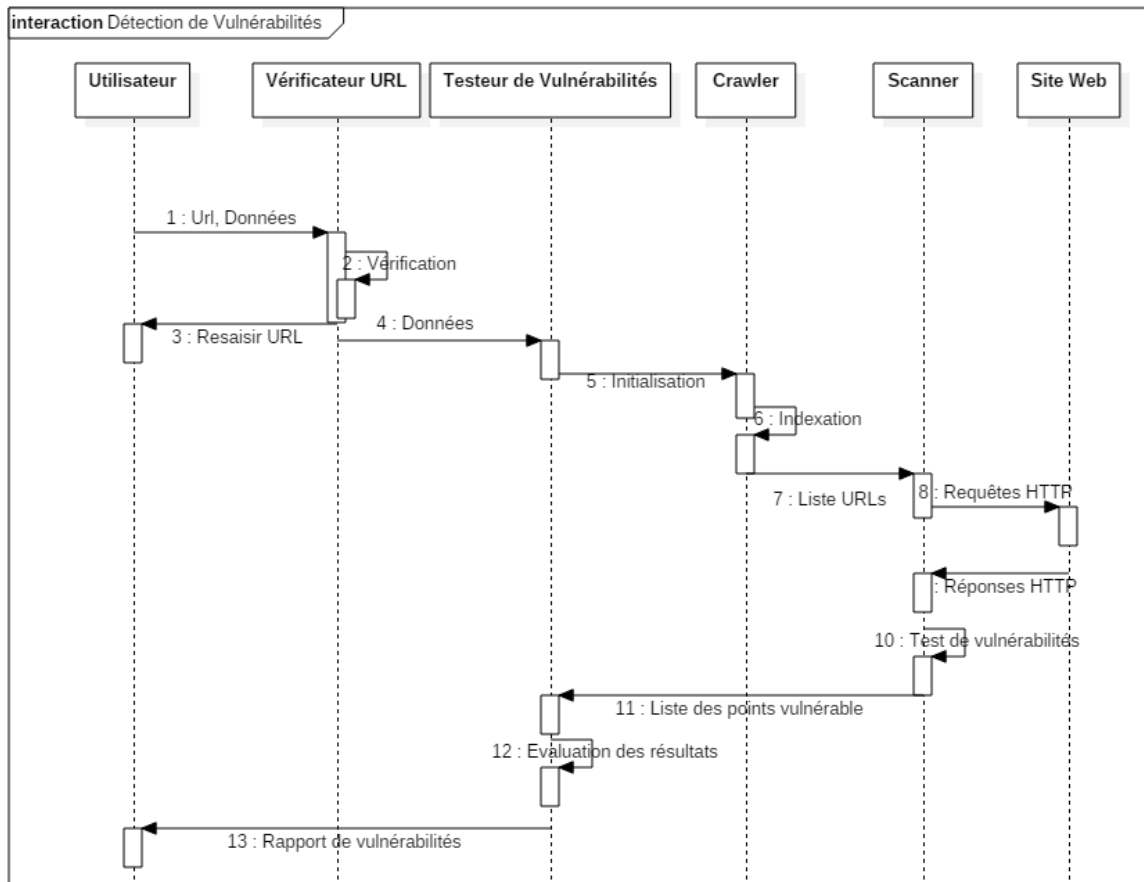 interaction Détection de Vulnérabilités
Utilisateur
Vérificateur URL
Testeur de Vulnérabilités
Crawler
Scanner
Site Web
1 : Url, Données
2 : Vérification
3 : Resaisir URL
4 : Données
5 : Initialisation
6 : Indexation
7 : Liste URLs
8 : Requêtes HTTP
: Réponses HTTP
10 : Test de vulnérabilités
11 : Liste des points vulnérable
12 : Evaluation des résultats
13 : Rapport de vulnérabilités